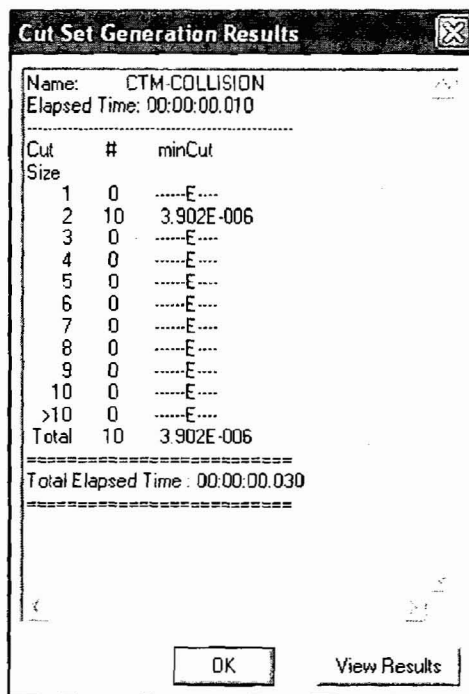 Cut Set Generation Results
Name: CTM-COLLISION
Elapsed Time: 00:00:00.010
--------------------------------------
Cut # minCut
Size
1 0 ------E----
2 10 3.902E-006
3 0 ------E----
4 0 ------E----
5 0 ------E----
6 0 ------E----
7 0 ------E----
8 0 ------E----
9 0 ------E----
10 0 ------E----
>10 0 ------E----
Total 10 3.902E-006
==========================
Total Elapsed Time : 00:00:00.030
==========================
OK View Results